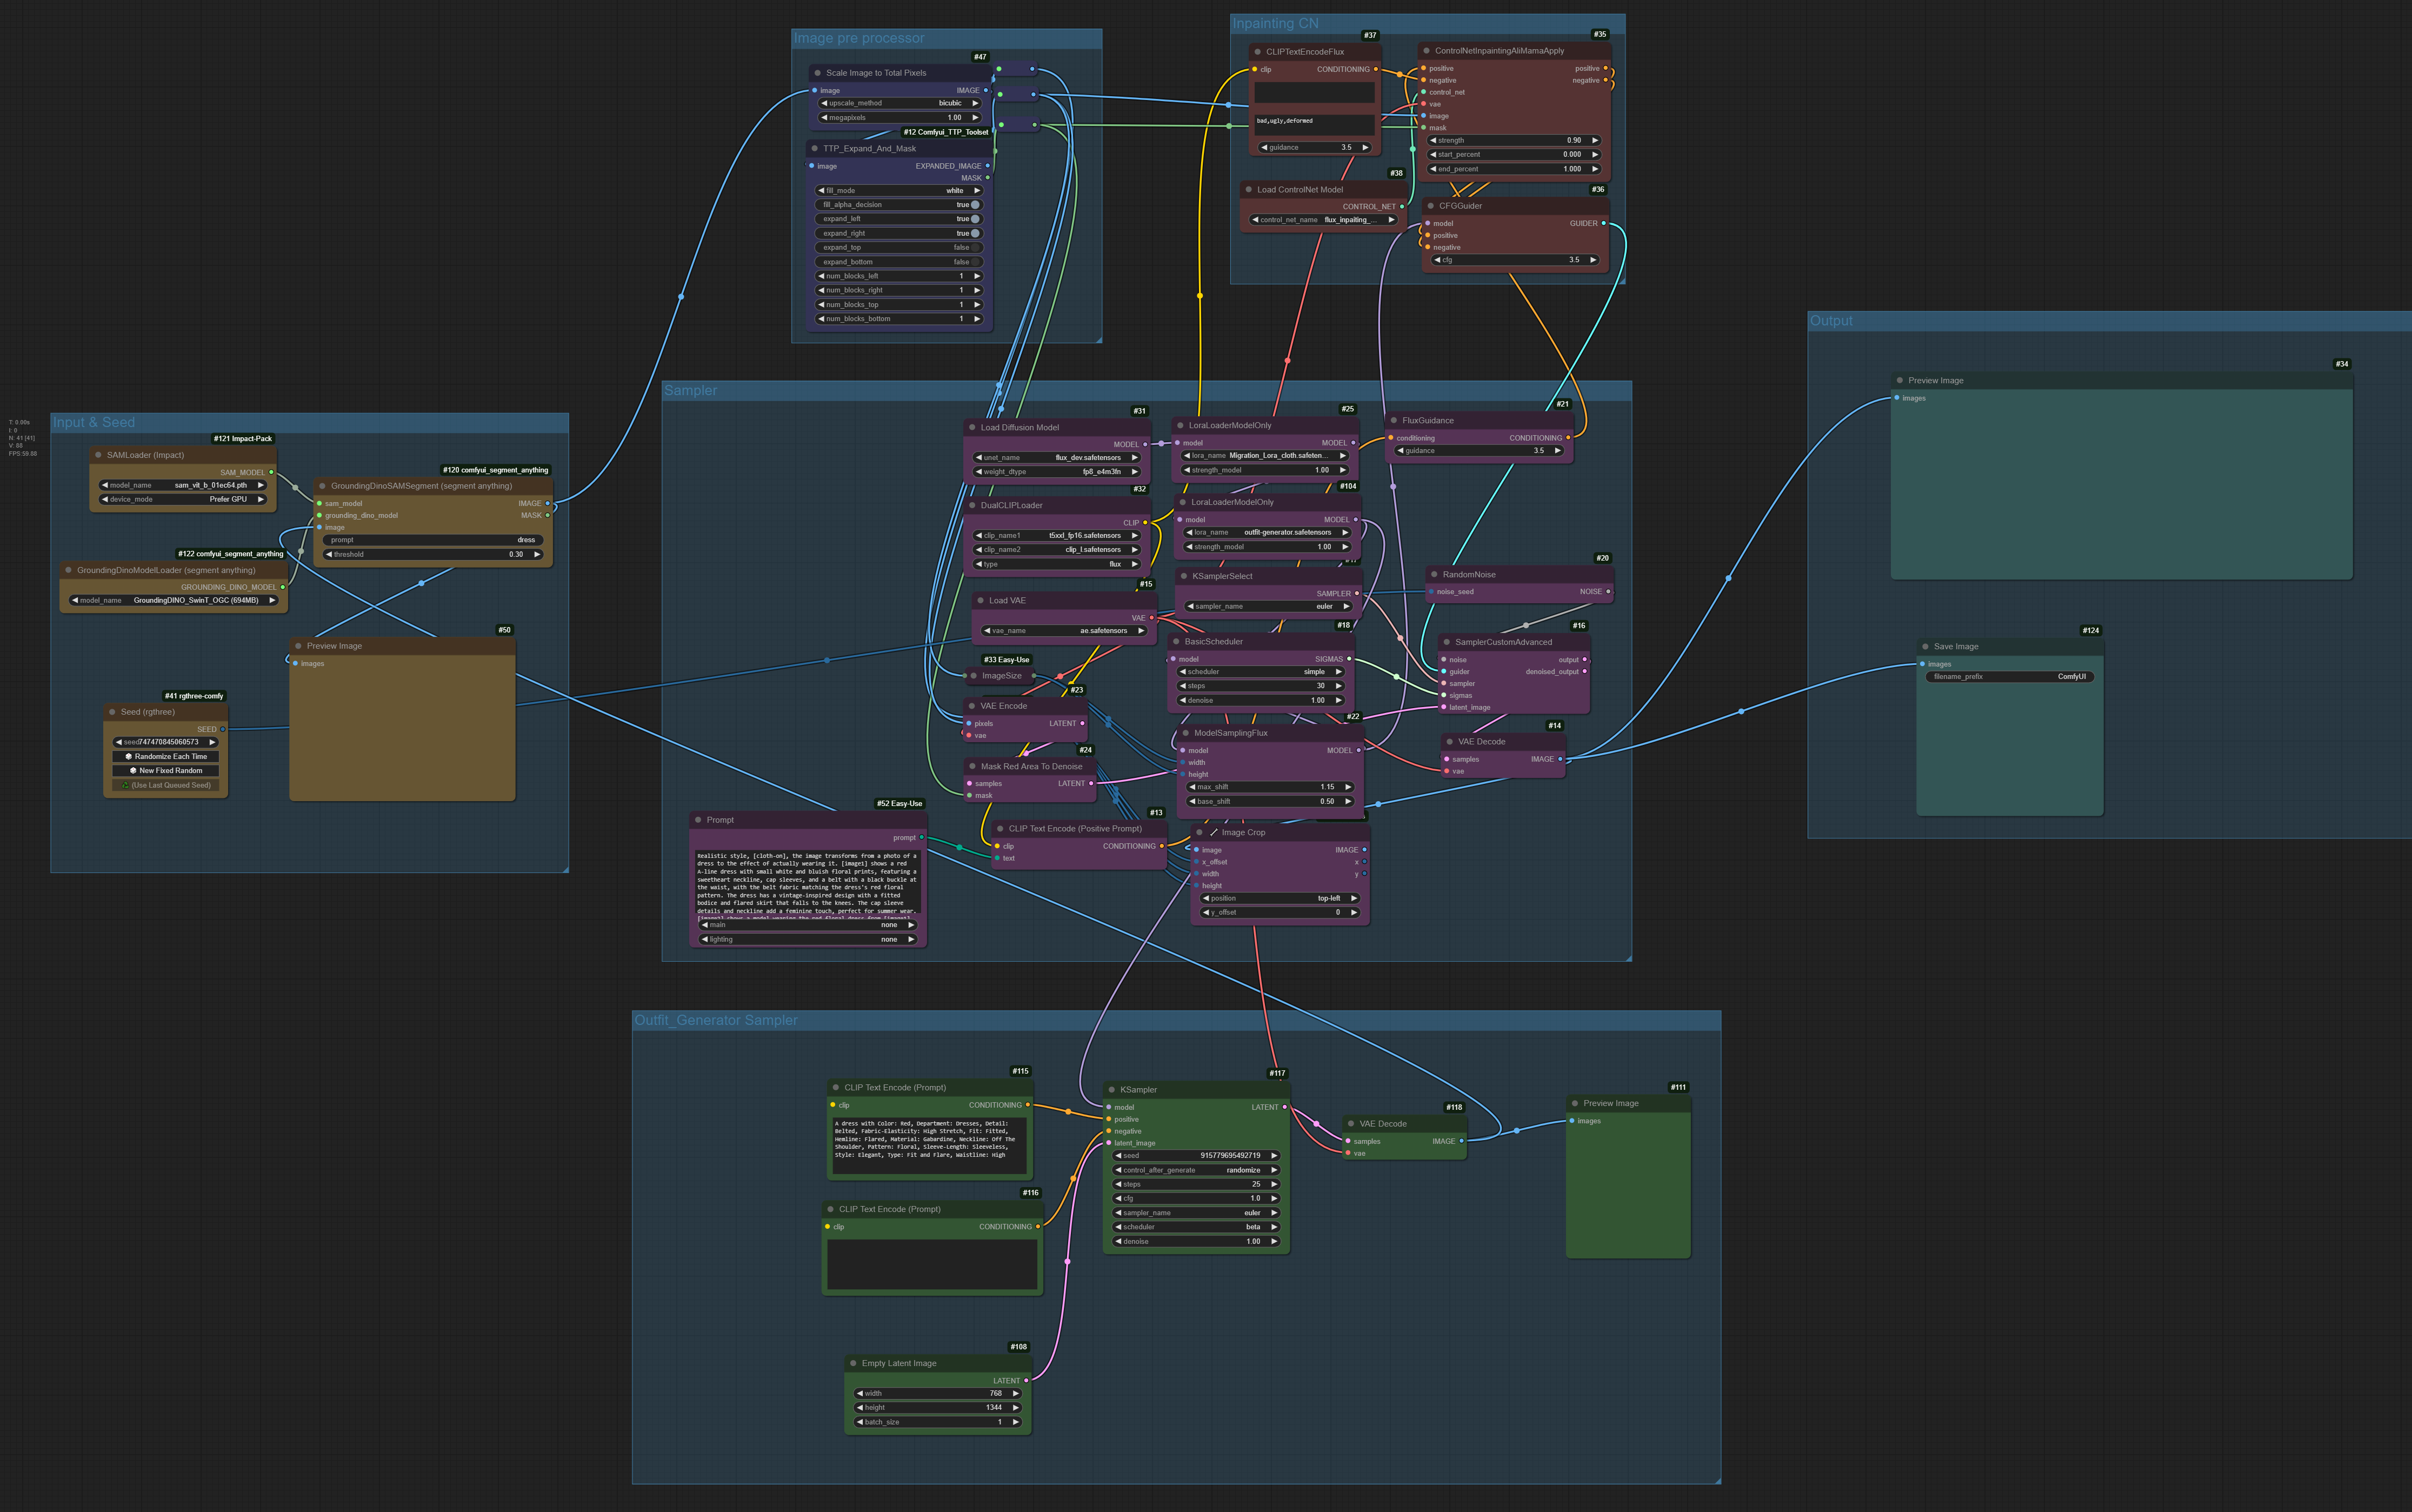 Image pre processor
#47
Scale Image to Total Pixels
image
IMAGE
upscale_method
bicubic
megapixels
1.00
#12 Comfyui_TTP_Toolset
TTP_Expand_And_Mask
image
EXPANDED_IMAGE
MASK
fill_mode
white
fill_alpha_decision
true
expand_left
true
expand_right
true
expand_top
false
expand_bottom
false
num_blocks_left
1
num_blocks_right
1
num_blocks_top
1
num_blocks_bottom
1
Inpainting CN
#37
CLIPTextEncodeFlux
clip
CONDITIONING
bad,ugly,deformed
guidance
3.5
#35
ControlNetInpaintingAliMamaApply
positive
positive
negative
negative
control_net
vae
image
mask
strength
0.90
start_percent
0.000
end_percent
1.000
#38
Load ControlNet Model
CONTROL_NET
control_net_name
flux_inpaiting_...
#36
CFGGuider
model
GUIDER
positive
negative
cfg
3.5
T: 0.00s
I: 0
N: 41 [41]
V: 88
FPS:59.88
Input & Seed
#121 Impact-Pack
SAMLoader (Impact)
SAM_MODEL
model_name
sam_vit_b_01ec64.pth
device_mode
Prefer GPU
#120 comfyui_segment_anything
GroundingDinoSAMSegment (segment anything)
sam_model
IMAGE
grounding_dino_model
MASK
image
prompt
dress
threshold
0.30
#122 comfyui_segment_anything
GroundingDinoModelLoader (segment anything)
GROUNDING_DINO_MODEL
model_name
GroundingDINO_SwinT_OGC (694MB)
#50
Preview Image
images
#41 rgthree-comfy
Seed (rgthree)
SEED
seed
747470845060573
Randomize Each Time
New Fixed Random
(Use Last Queued Seed)
Sampler
#31
Load Diffusion Model
MODEL
unet_name
flux_dev.safetensors
weight_dtype
fp8_e4m3fn
#25
LoraLoaderModelOnly
model
MODEL
lora_name
Migration_Lora_cloth.safeten...
strength_model
1.00
#21
FluxGuidance
conditioning
CONDITIONING
guidance
3.5
#32
DualCLIPLoader
CLIP
clip_name1
t5xxl_fp16.safetensors
clip_name2
clip_l.safetensors
type
flux
#104
LoraLoaderModelOnly
model
MODEL
lora_name
outfit-generator.safetensors
strength_model
1.00
#15
Load VAE
VAE
vae_name
ae.safetensors
KSamplerSelect
SAMPLER
sampler_name
euler
#20
RandomNoise
noise_seed
NOISE
#18
BasicScheduler
model
SIGMAS
scheduler
simple
steps
30
denoise
1.00
#16
SamplerCustomAdvanced
noise
output
guider
denoised_output
sampler
sigmas
latent_image
#33 Easy-Use
ImageSize
#23
VAE Encode
pixels
LATENT
vae
#22
ModelSamplingFlux
model
MODEL
width
height
max_shift
1.15
base_shift
0.50
#14
VAE Decode
samples
IMAGE
vae
#24
Mask Red Area To Denoise
samples
LATENT
mask
#52 Easy-Use
Prompt
prompt
Realistic style, [cloth-on], the image transforms from a photo of a
dress to the effect of actually wearing it. [image1] shows a red
A-line dress with small white and bluish floral prints, featuring a
sweetheart neckline, cap sleeves, and a belt with a black buckle at
the waist, with the belt fabric matching the dress's red floral
pattern. The dress has a vintage-inspired design with a fitted
bodice and flared skirt that falls to the knees. The cap sleeve
details and neckline add a feminine touch, perfect for summer wear.
main
none
lighting
none
#13
CLIP Text Encode (Positive Prompt)
clip
CONDITIONING
text
Image Crop
image
IMAGE
x_offset
x
width
y
height
position
top-left
y_offset
0
Output
#34
Preview Image
images
#124
Save Image
images
filename_prefix
ComfyUI
Outfit_Generator Sampler
#115
CLIP Text Encode (Prompt)
clip
CONDITIONING
A dress with Color: Red, Department: Dresses, Detail:
Belted, Fabric-Elasticity: High Stretch, Fit: Fitted,
Hemline: Flared, Material: Gabardine, Neckline: Off The
Shoulder, Pattern: Floral, Sleeve-Length: Sleeveless,
Style: Elegant, Type: Fit and Flare, Waistline: High
#116
CLIP Text Encode (Prompt)
clip
CONDITIONING
#117
KSampler
model
LATENT
positive
negative
latent_image
seed
915779695492719
control_after_generate
randomize
steps
25
cfg
1.0
sampler_name
euler
scheduler
beta
denoise
1.00
#118
VAE Decode
samples
IMAGE
vae
#111
Preview Image
images
#108
Empty Latent Image
LATENT
width
768
height
1344
batch_size
1